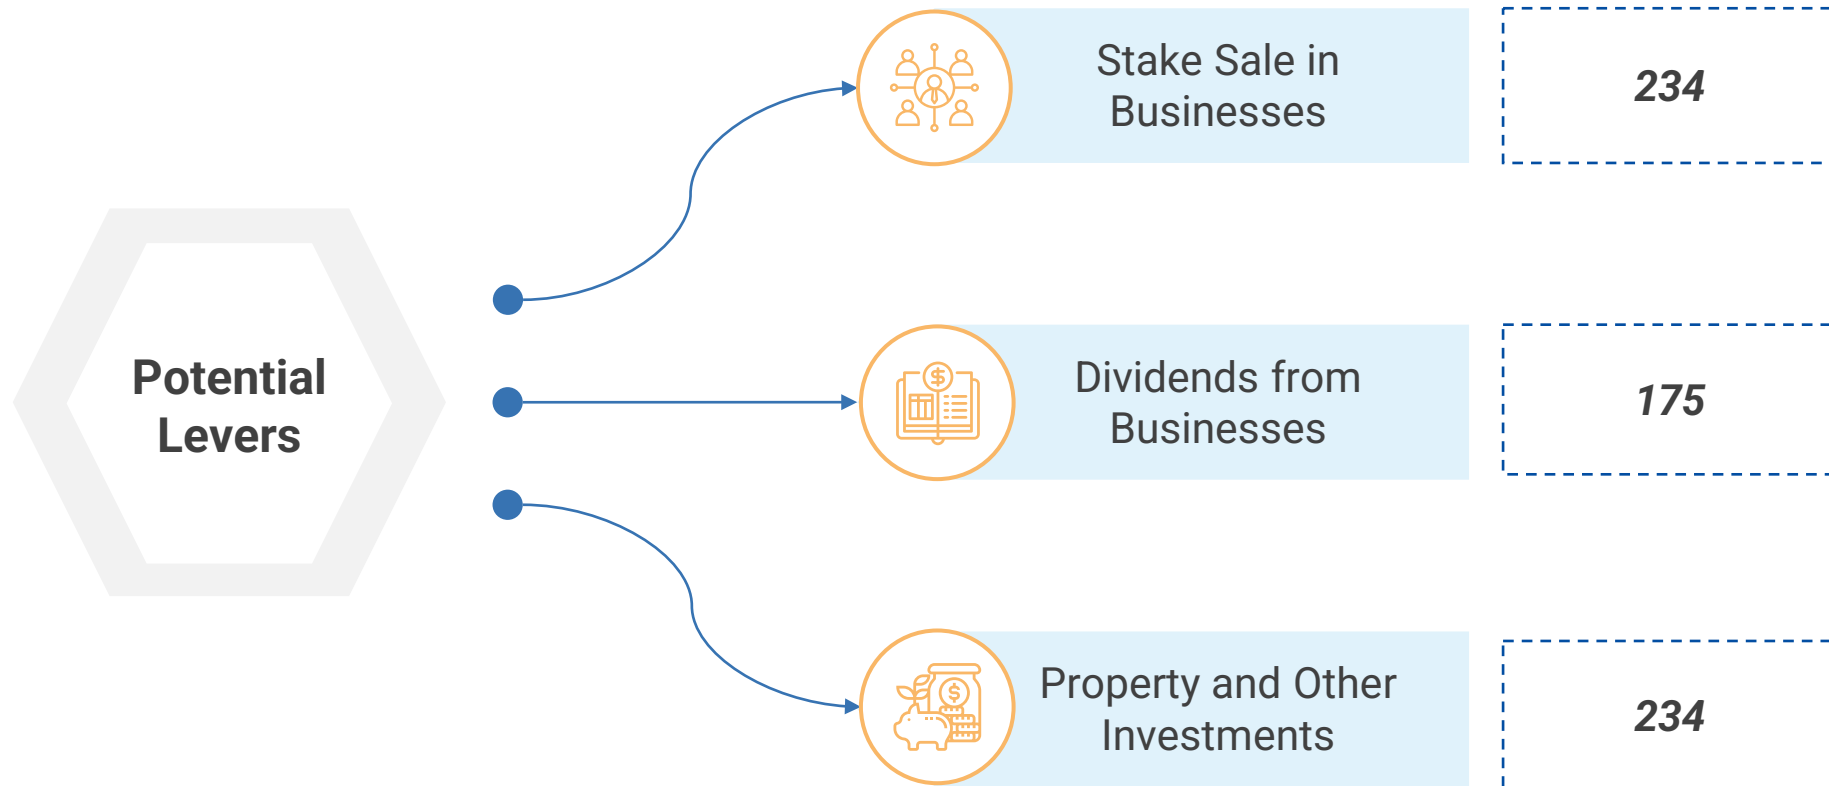 Potential
Levers
Stake Sale in
Businesses
234
Dividends from
Businesses
175
Property and Other
Investments
234